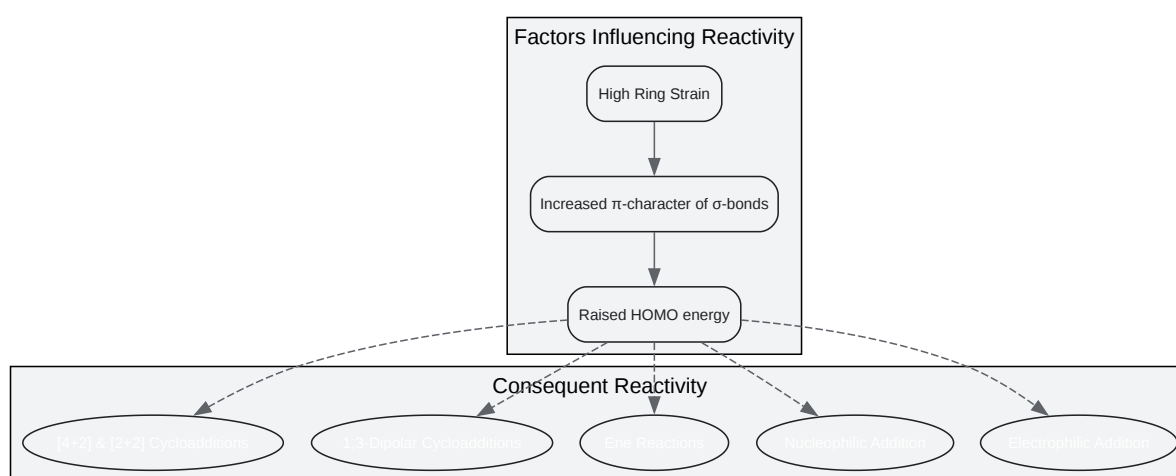 Factors Influencing Reactivity
High Ring Strain
Increased π-character of σ-bonds
Raised HOMO energy
Consequent Reactivity
[4+2] & [2+2] Cycloadditions
1,3-Dipolar Cycloadditions
Ene Reactions
Nucleophilic Addition
Electrophilic Addition